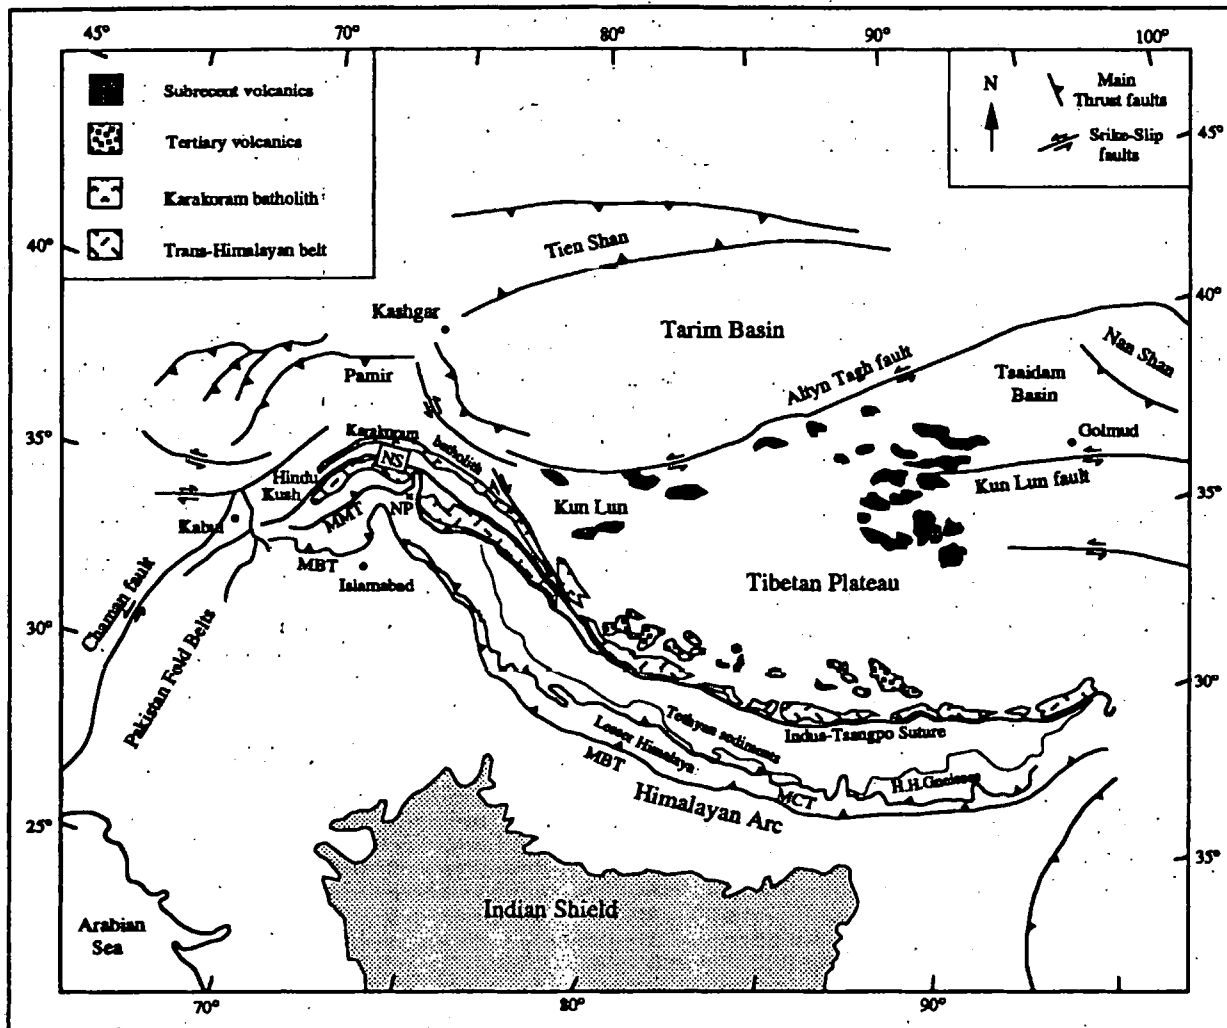 45°
70°
80°
90°
100°
Subrecent volcanics
Tertiary volcanics
Karakoram batholith
Trans-Himalayan belt
N
Main
Thrust faults
Srike-Slip
faults
45°
40°
40°
35°
35°
30°
30°
25°
35°
Tien Shan
Kashgar
Tarim Basin
Pamir
Altyn Tagh fault
Nan Shan
Tsaidam
Basin
Golmud
Karakoram
batholith
NS
Hindu
Kush
Kun Lun
Kun Lun fault
Kabul
MMT
NP
MBT
Islamabad
Tibetan Plateau
Chaman fault
Pakistan Fold Belts
Tethyan sediments
Indus-Tsangpo Suture
Lesser Himalaya
MBT
MCT
H.H.Gneisses
Himalayan Arc
Indian Shield
Arabian
Sea
70°
80°
90°